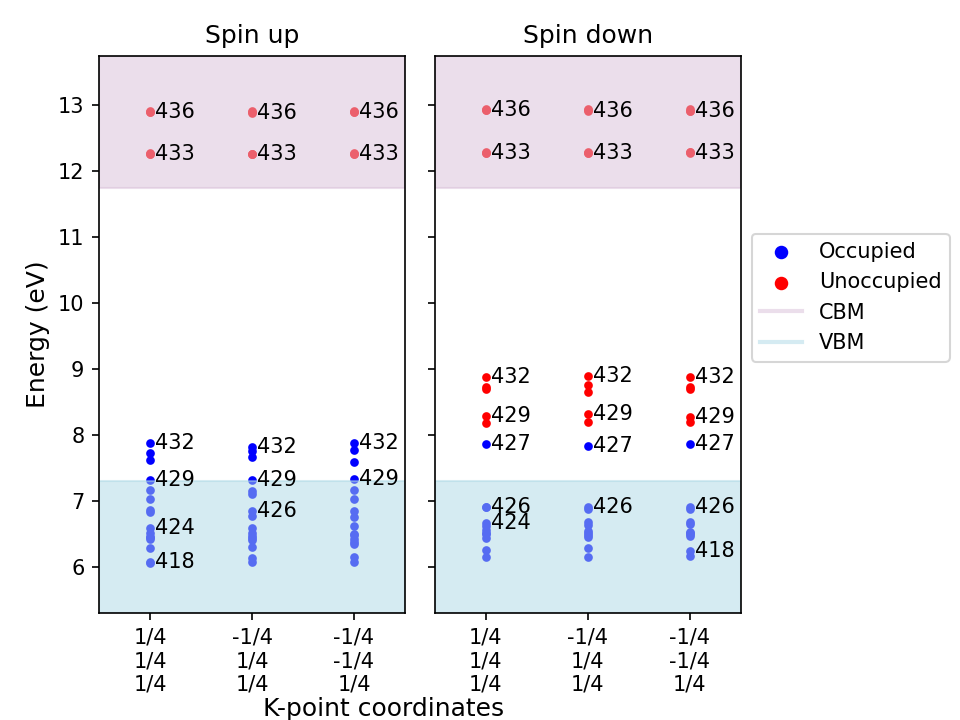 Spin up
Spin down
Energy (eV)
13
12
11
10
9
8
7
6
436 436 436
433 433 433
432 432 432
429 429 429
426
424
418
436 436 436
433 433 433
432 432 432
429 429 429
427 427 427
426 426 426
424
418
Occupied
Unoccupied
CBM
VBM
1/4 -1/4 -1/4 1/4 -1/4 -1/4
1/4 1/4 -1/4 1/4 1/4 -1/4
1/4 1/4 1/4 1/4 1/4 1/4
K-point coordinates